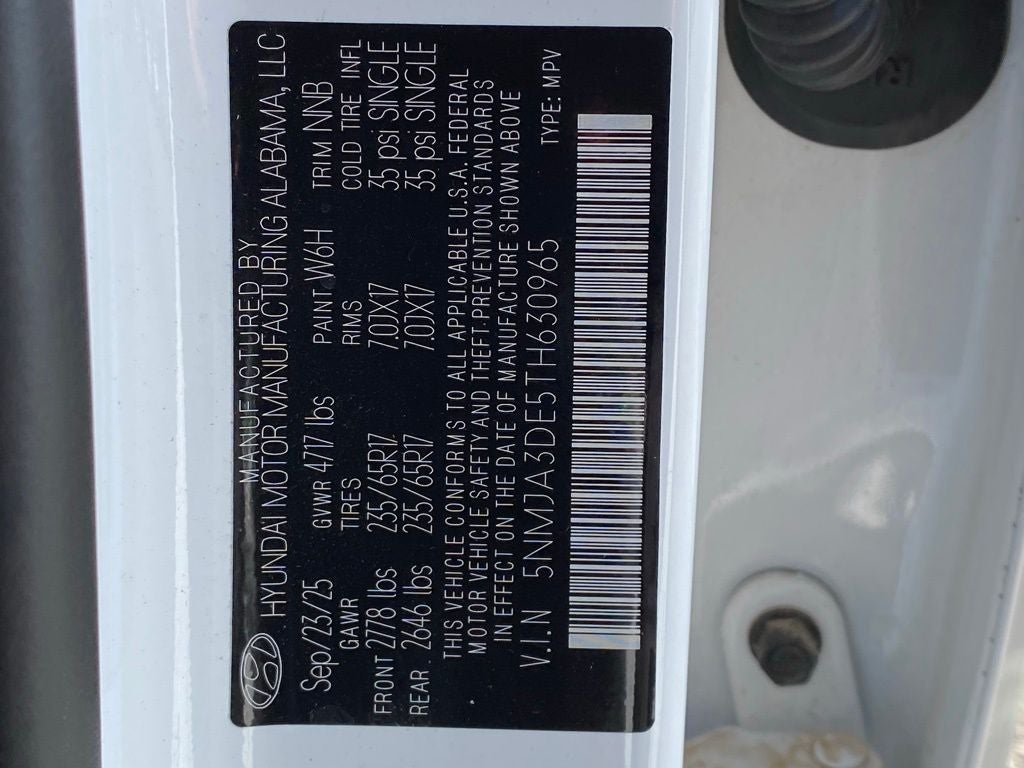 MANUFACTURED BY
HYUNDAI MOTOR MANUFACTURING ALABAMA, LLC
Sep/23/25 GVWR 4717 lbs PAINT W6H TRIM NNB
GAWR TIRES RIMS COLD TIRE INFL
FRONT 2778 lbs 235/65R17 7.0JX17 35 psi SINGLE
REAR 2646 lbs 235/65R17 7.0JX17 35 psi SINGLE
THIS VEHICLE CONFORMS TO ALL APPLICABLE U.S.A. FEDERAL
MOTOR VEHICLE SAFETY AND THEFT PREVENTION STANDARDS
IN EFFECT ON THE DATE OF MANUFACTURE SHOWN ABOVE
V.I.N 5NMJA3DE5TH630965 TYPE: MPV